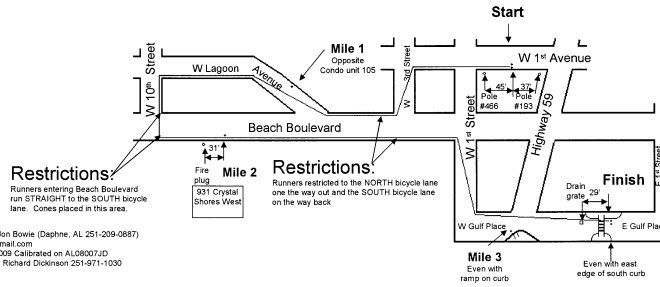 Start
W 1st Avenue
Mile 1
Opposite
Condo unit 105
W 10th Street
W Lagoon
Avenue
W 3rd Street
45'
37'
Pole
#466
Pole
#193
W 1st Street
Highway 59
E 1st Street
Beach Boulevard
Restrictions:
Runners entering Beach Boulevard
run STRAIGHT to the SOUTH bicycle
lane. Cones placed in this area.
31'
Fire
plug
Mile 2
931 Crystal
Shores West
Restrictions:
Runners restricted to the NORTH bicycle lane
one the way out and the SOUTH bicycle lane
on the way back
Finish
Drain
grate
29'
W Gulf Place
E Gulf Plac
Mile 3
Even with
ramp on curb
Even with east
edge of south curb
Jon Bowie (Daphne, AL 251-209-0887)
mail.com
009 Calibrated on AL08007JD
Richard Dickinson 251-971-1030